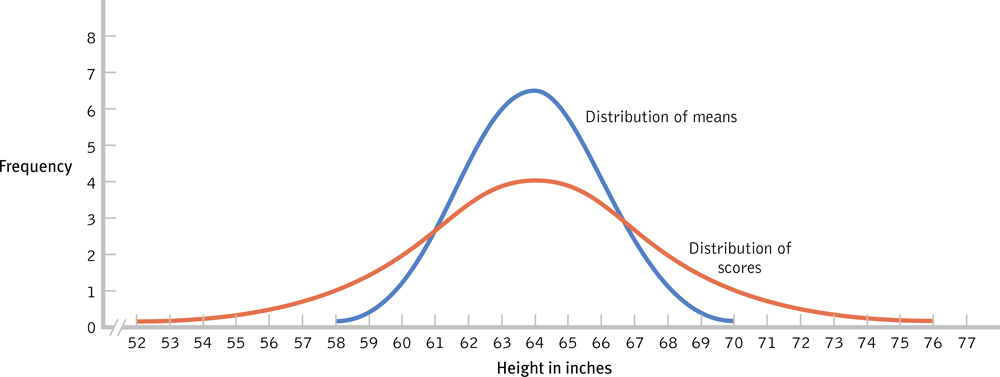 8
7
6
Distribution of means
5
Frequency
4
3
Distribution of
scores
2
1
0
52 53 54 55 56 57 58 59 60 61 62 63 64 65 66 67 68 69 70 71 72 73 74 75 76 77
Height in inches